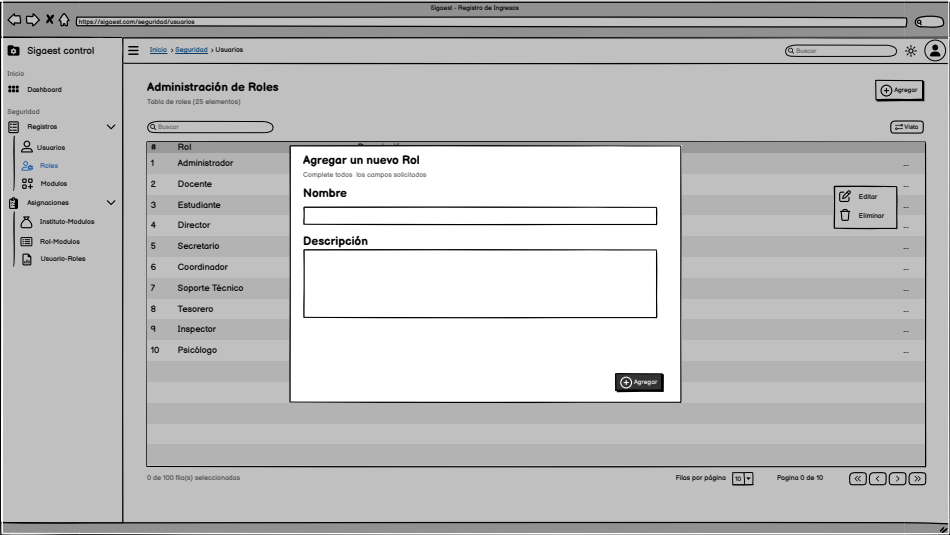 Sigaest - Registro de Ingresos
https://sigaest.com/seguridad/usuarios
Sigaest control
Inicio > Seguridad > Usuarios
Buscar
Inicio
Dashboard
Seguridad
Registros
Usuarios
Roles
Modulos
Asignaciones
Instituto-Modulos
Rol-Modulos
Usuario-Roles
Administración de Roles
Tabla de roles (25 elementos)
Agregar
Buscar
Vista
# Rol
1 Administrador ...
2 Docente ...
3 Estudiante ...
4 Director ...
5 Secretario ...
6 Coordinador ...
7 Soporte Técnico ...
8 Tesorero ...
9 Inspector ...
10 Psicólogo ...
Editar
Eliminar
Agregar un nuevo Rol
Complete todos los campos solicitados
Nombre
Descripción
Agregar
0 de 100 fila(s) seleccionadas
Filas por página 10 Pagina 0 de 10